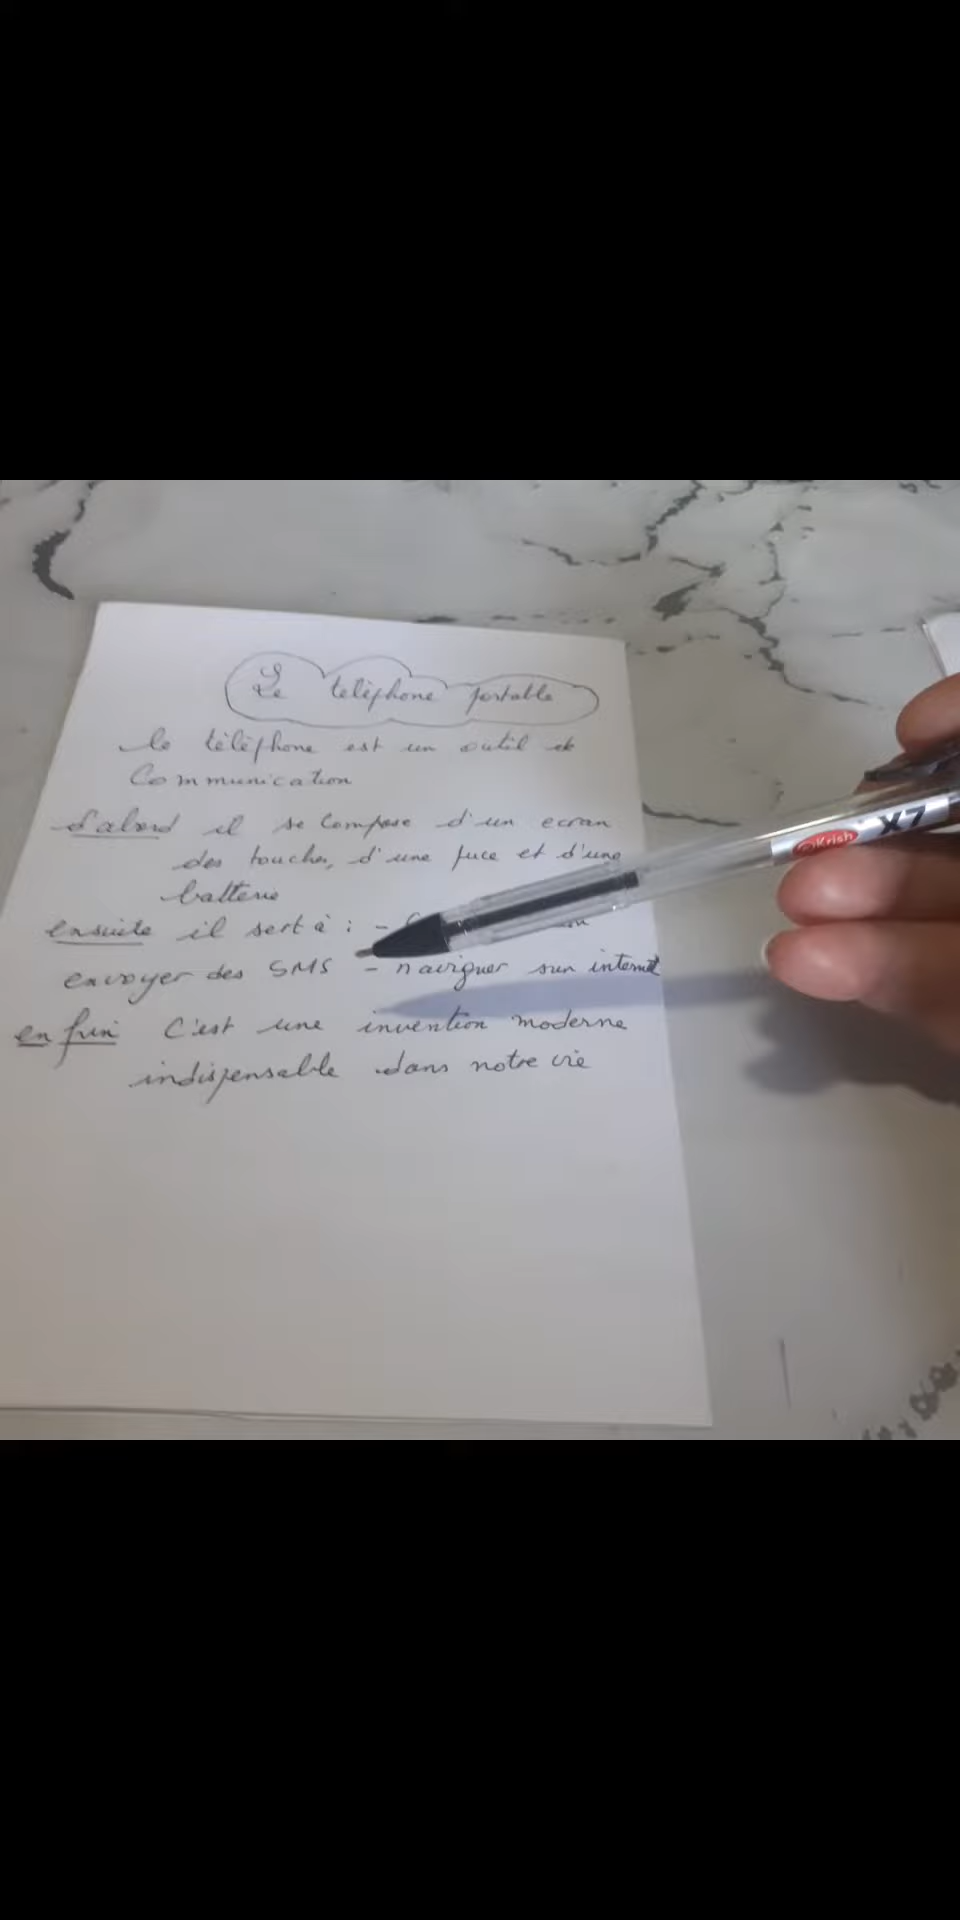 Le téléphone portable
le téléphone est un outil de
Communication
d'abord il se compose d'un ecran
des touches, d'une puce et d'une
batterie
ensuite il sert à : -
envoyer des SMS - naviguer sur internet
en fin C'est une invention moderne
indispensable dans notre vie
Krish X7